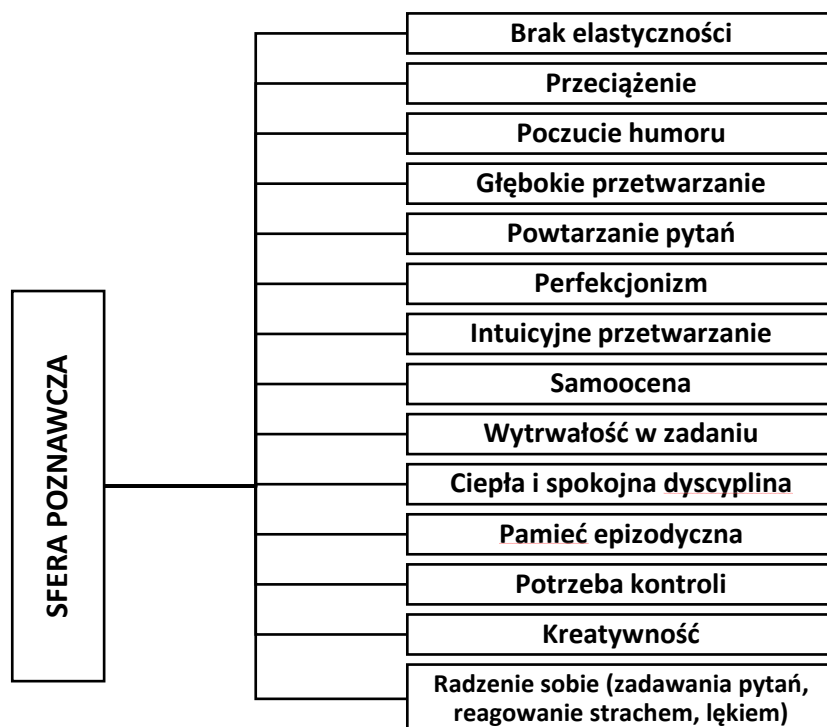 Brak elastyczności
Przeciążenie
Poczucie humoru
Głębokie przetwarzanie
Powtarzanie pytań
Perfekcjonizm
Intuicyjne przetwarzanie
Samoocena
Wytrwałość w zadaniu
Ciepła i spokojna dyscyplina
Pamieć epizodyczna
Potrzeba kontroli
Kreatywność
Radzenie sobie (zadawania pytań,
reagowanie strachem, lękiem)
SFERA POZNAWCZA